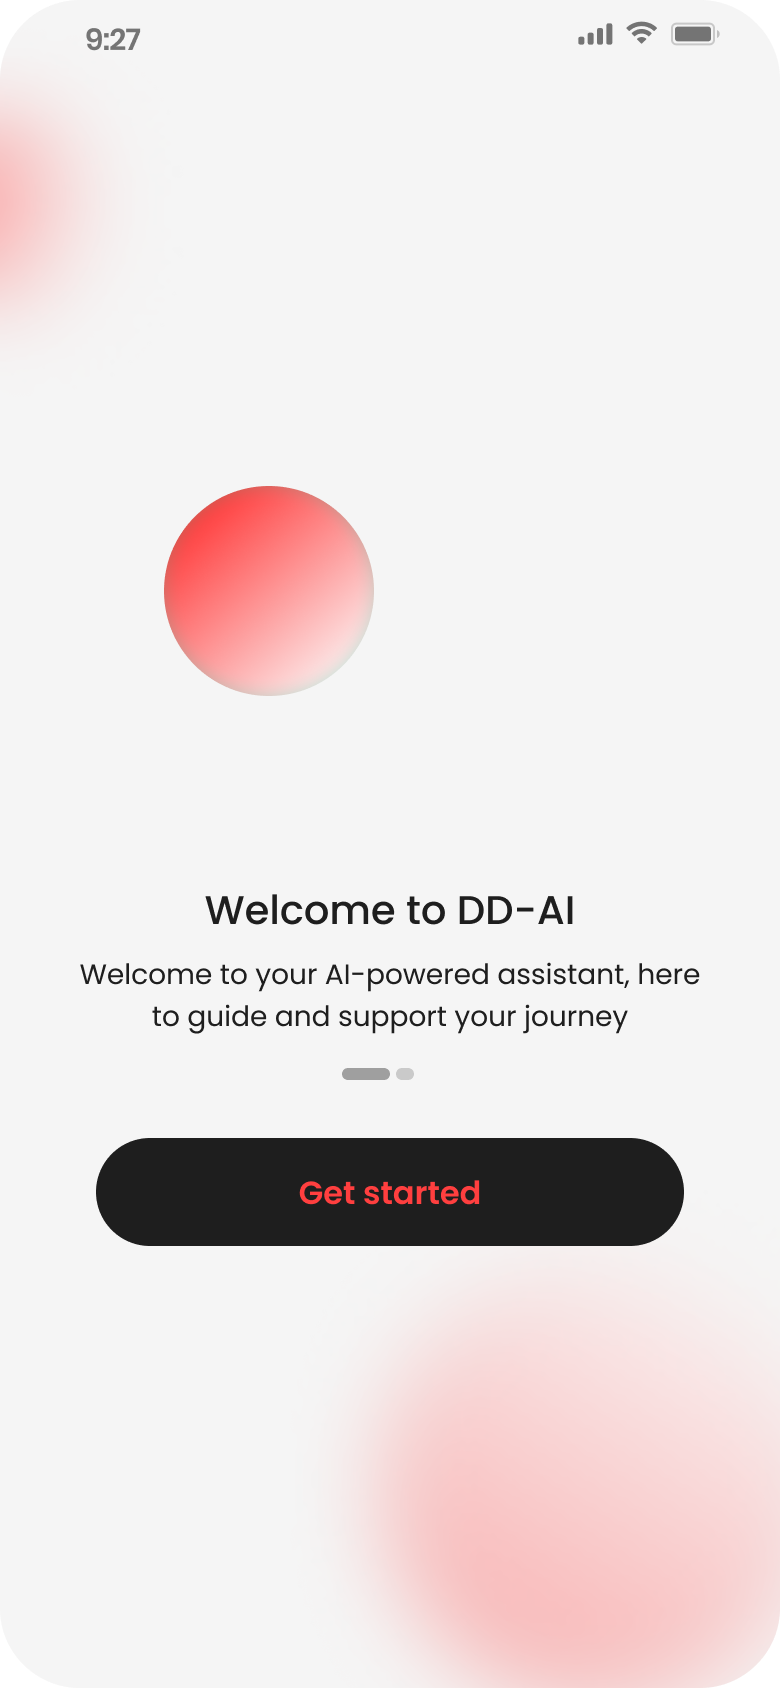 9:27
Welcome to DD-AI
Welcome to your AI-powered assistant, here
to guide and support your journey
Get started